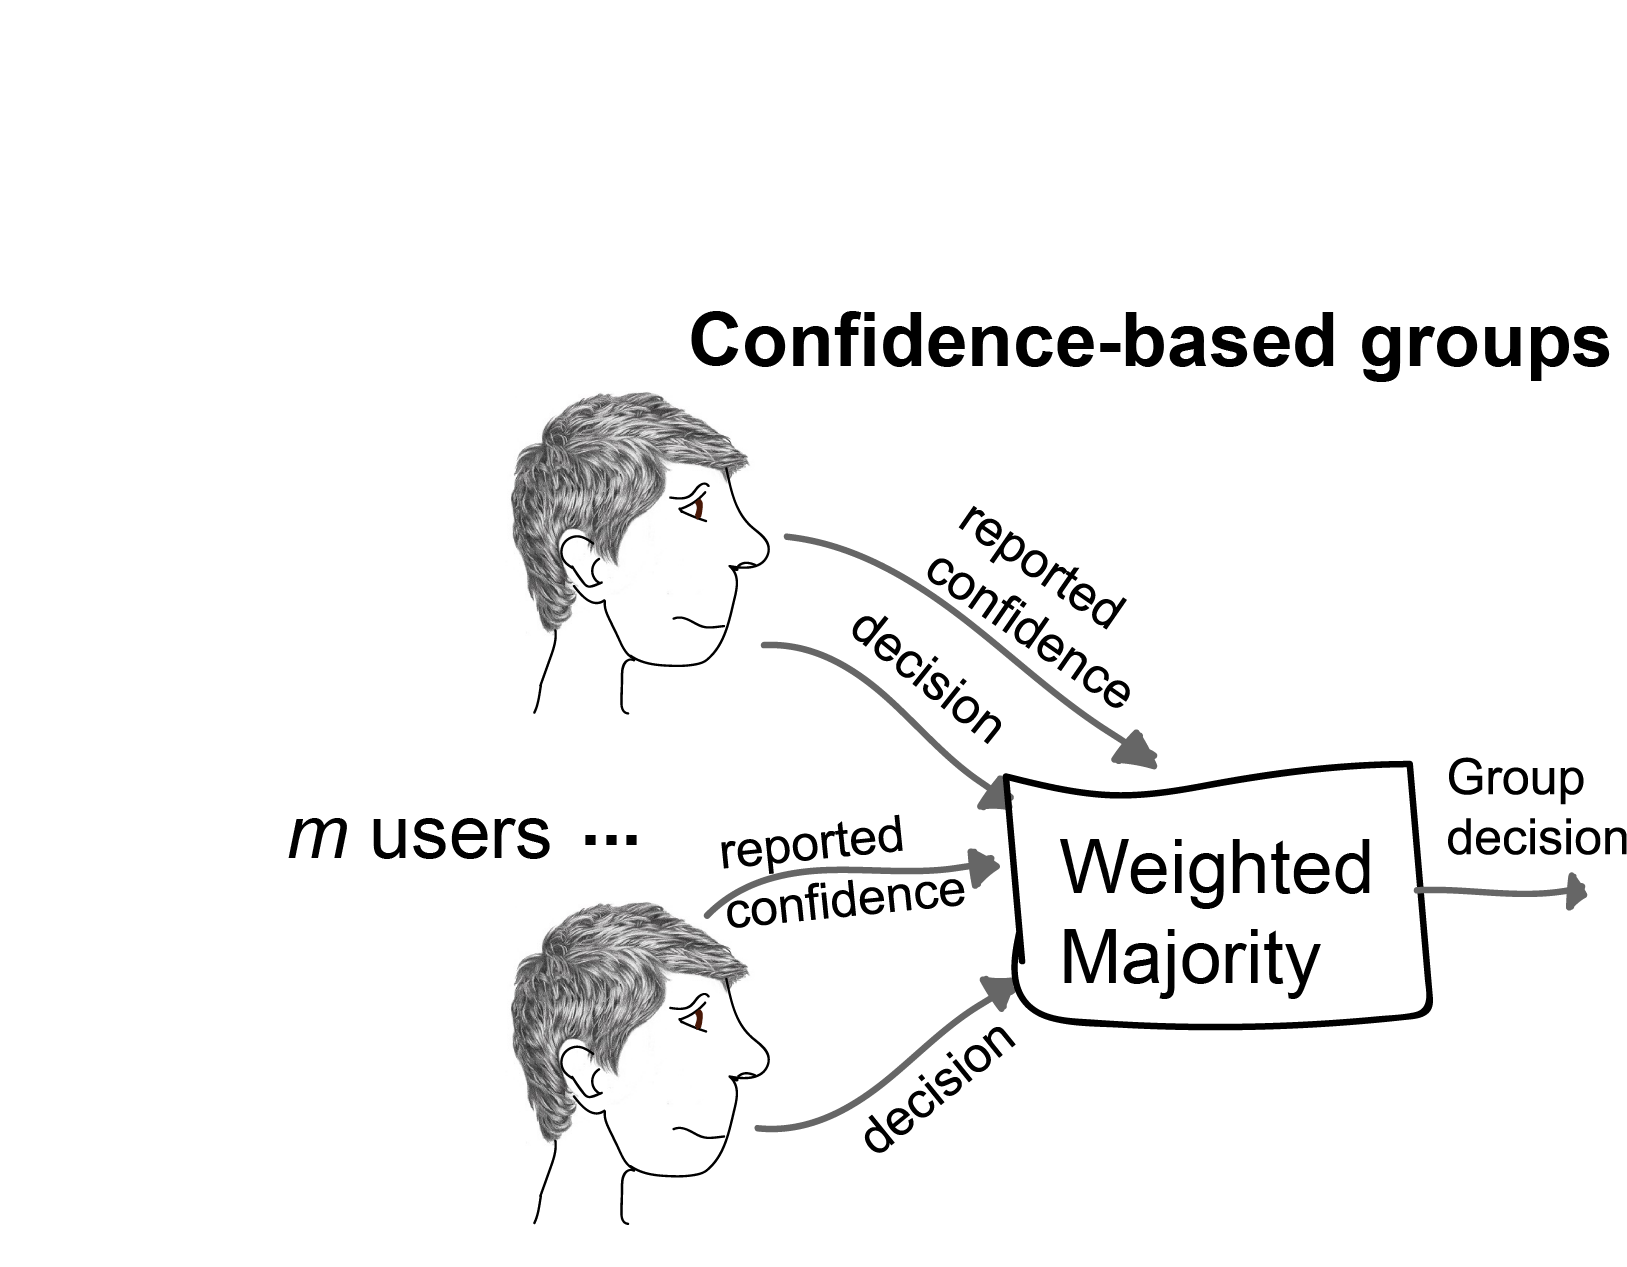 Confidence-based groups
reported
confidence
decision
m users ...
reported
confidence
decision
Weighted
Majority
Group
decision